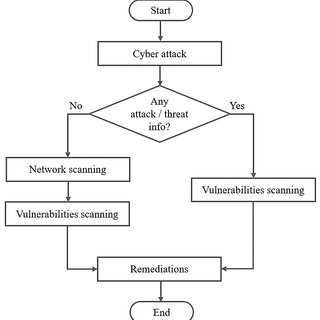 Start
Cyber attack
Any
attack / threat
info?
No
Yes
Network scanning
Vulnerabilities scanning
Vulnerabilities scanning
Remediations
End